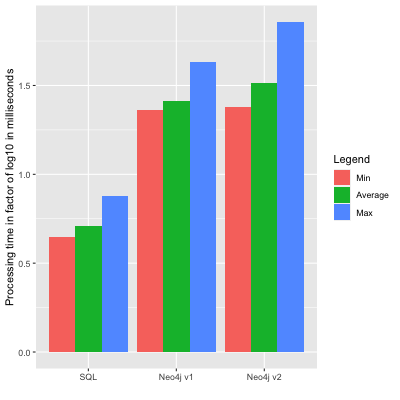 Processing time in factor of log10 in milliseconds
1.5
1.0
0.5
0.0
SQL
Neo4j v1
Neo4j v2
Legend
Min
Average
Max